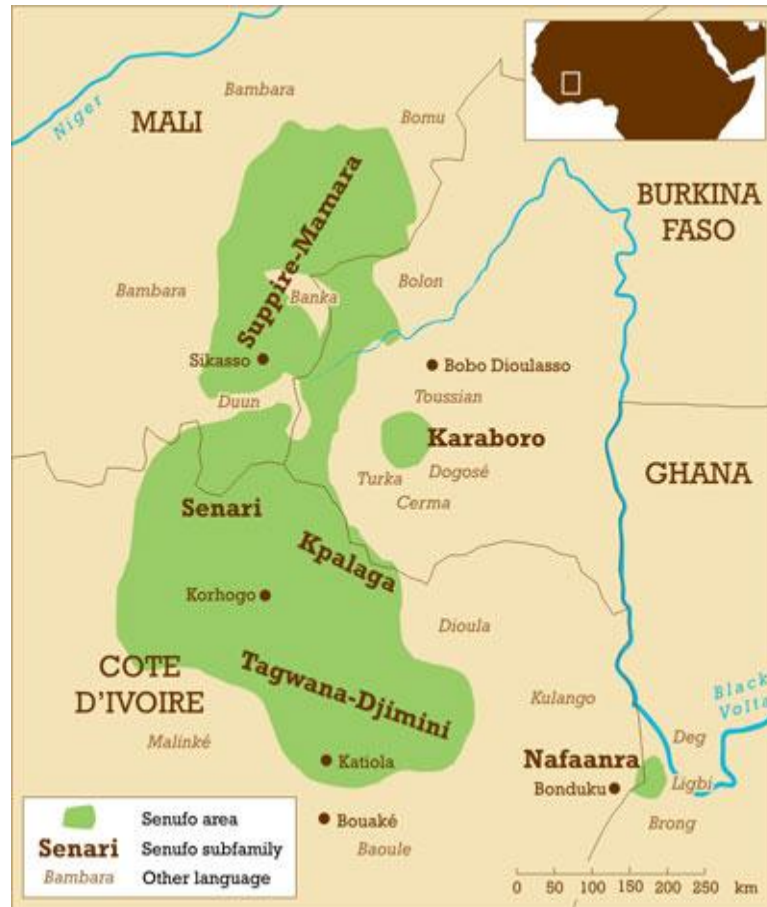 Bambara
Niger
MALI
Bomu
BURKINA
FASO
Suppire-Mamara
Bambara
Banka
Bolon
Sikasso
Bobo Dioulasso
Duun
Toussian
Karaboro
GHANA
Turka
Dogosé
Cerma
Senari
Kpalaga
Korhogo
Dioula
COTE
D'IVOIRE
Tagwana-Djimini
Kulango
Black
Volta
Malinké
Deg
Katiola
Nafaanra
Bonduku
Ligbi
Brong
Bouaké
Baoule
Senufo area
Senari Senufo subfamily
Bambara Other language
0 50 100 150 200 250 km